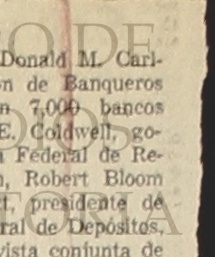 Donald M. Carl-
ón de Banqueros
n 7,000 bancos
E. Coldwell, go-
a Federal de Re-
n, Robert Bloom
t, presidente de
ral de Depósitos,
vista conjunta de